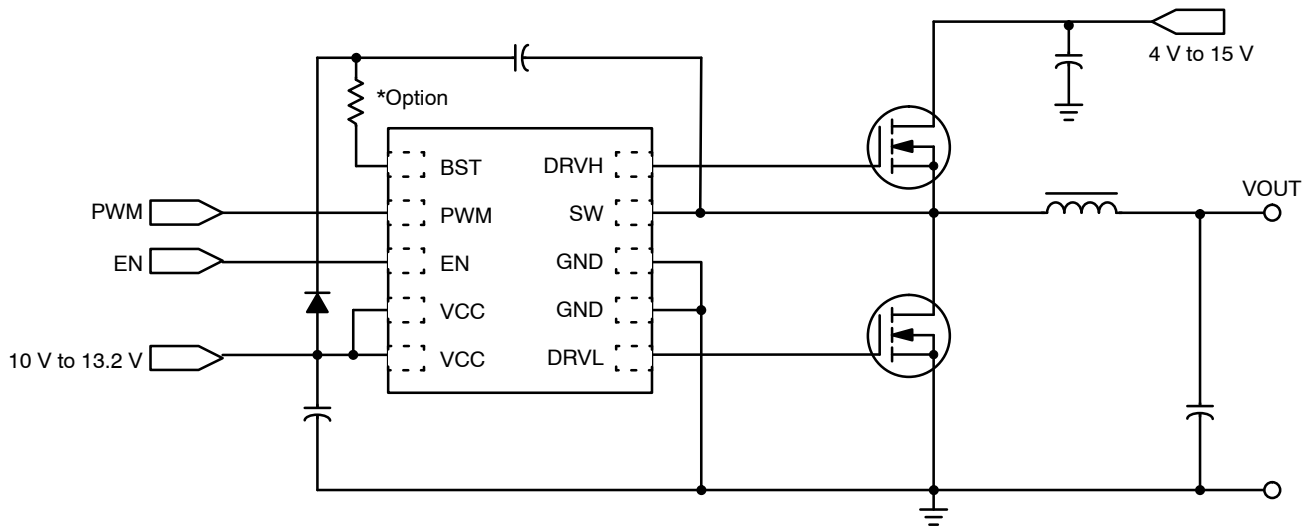 4 V to 15 V
*Option
BST
DRVH
PWM
PWM
SW
VOUT
EN
EN
GND
VCC
GND
10 V to 13.2 V
VCC
DRVL